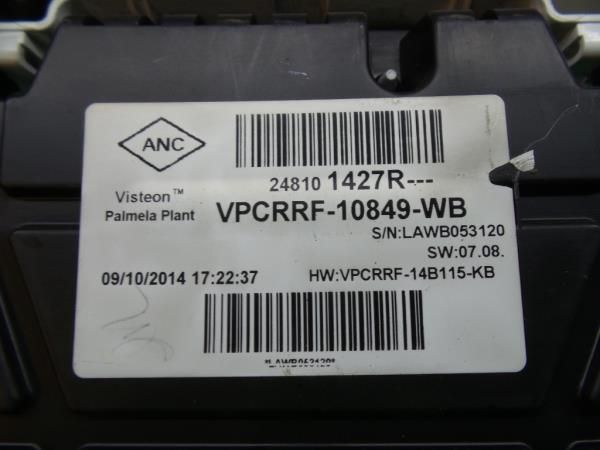 ANC
24810 1427R---
Visteon™
Palmela Plant
VPCRRF-10849-WB
S/N:LAWB053120
SW:07.08.
09/10/2014 17:22:37
HW:VPCRRF-14B115-KB
*LAWB053120*